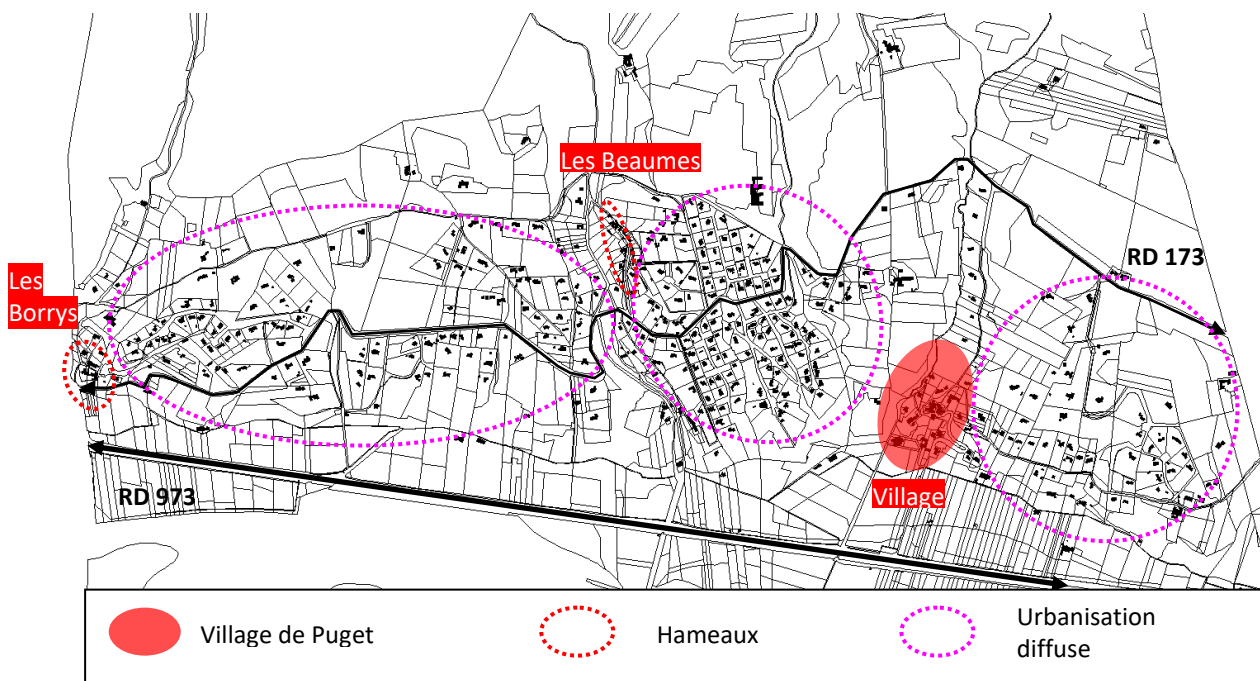 Les Beaumes
RD 173
Les
Borrys
RD 973
Village
Village de Puget
Hameaux
Urbanisation
diffuse